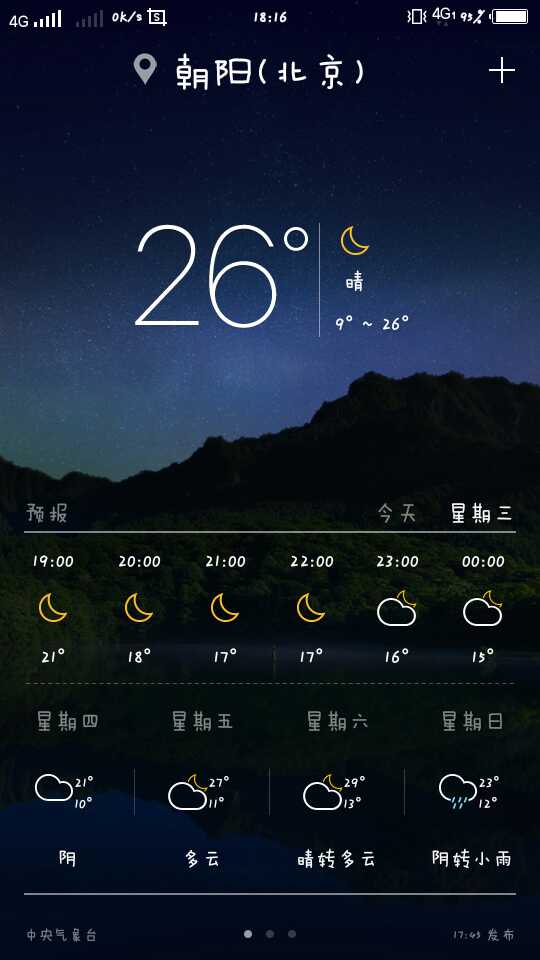 4G 0k/s 18:16 4G 95%
朝阳(北京)
26°
晴
9° ~ 26°
预报 今天 星期三
19:00 20:00 21:00 22:00 23:00 00:00
21° 18° 17° 17° 16° 15°
星期四 星期五 星期六 星期日
21° 27° 29° 23°
10° 11° 13° 12°
阴 多云 晴转多云 阴转小雨
中央气象台 17:45 发布